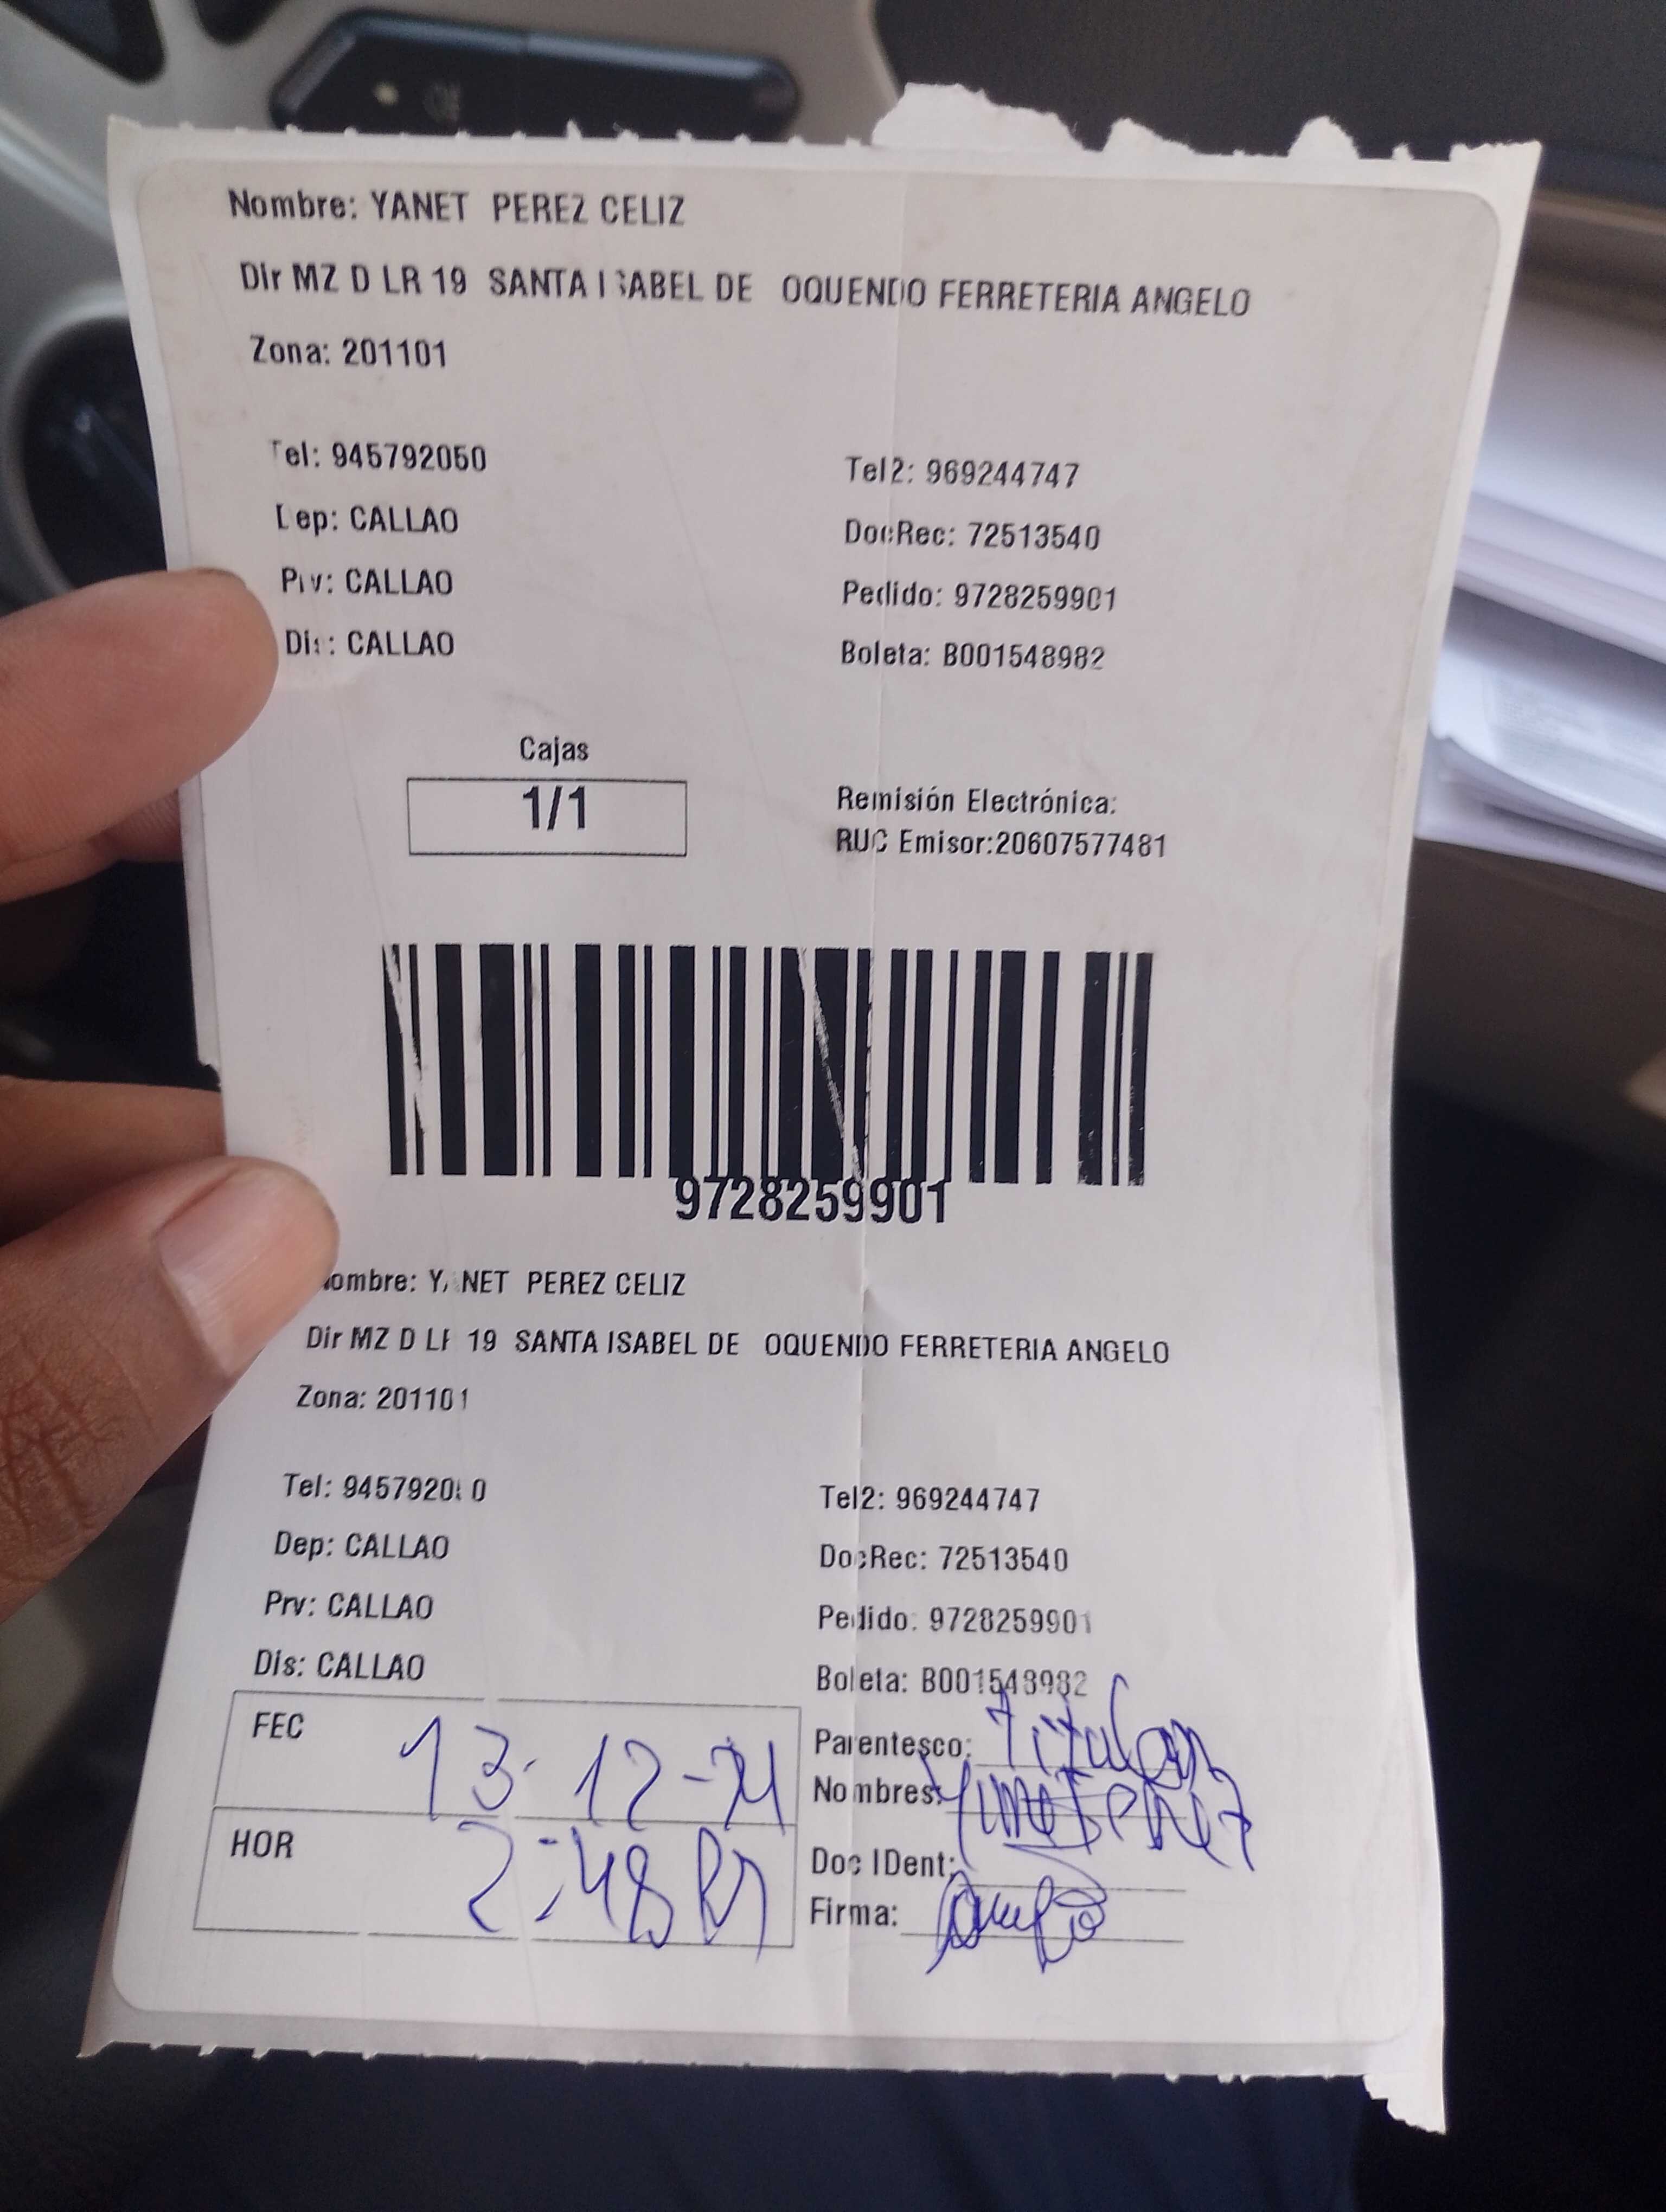 Nombre: YANET PEREZ CELIZ
Dir MZ D LR 19 SANTA ISABEL DE OQUENDO FERRETERIA ANGELO
Zona: 201101
Tel: 945792050 Tel2: 969244747
Dep: CALLAO DocRec: 72513540
Prv: CALLAO Pedido: 9728259901
Dis: CALLAO Boleta: B001548982
Cajas
1/1
Remisión Electrónica:
RUC Emisor:20607577481
9728259901
Nombre: YANET PEREZ CELIZ
Dir MZ D LR 19 SANTA ISABEL DE OQUENDO FERRETERIA ANGELO
Zona: 201101
Tel: 945792050 Tel2: 969244747
Dep: CALLAO DocRec: 72513540
Prv: CALLAO Pedido: 9728259901
Dis: CALLAO Boleta: B001548982
FEC 13-12- Parentesco: titular
Nombres:
HOR 2:48 Doc IDent:
Firma: